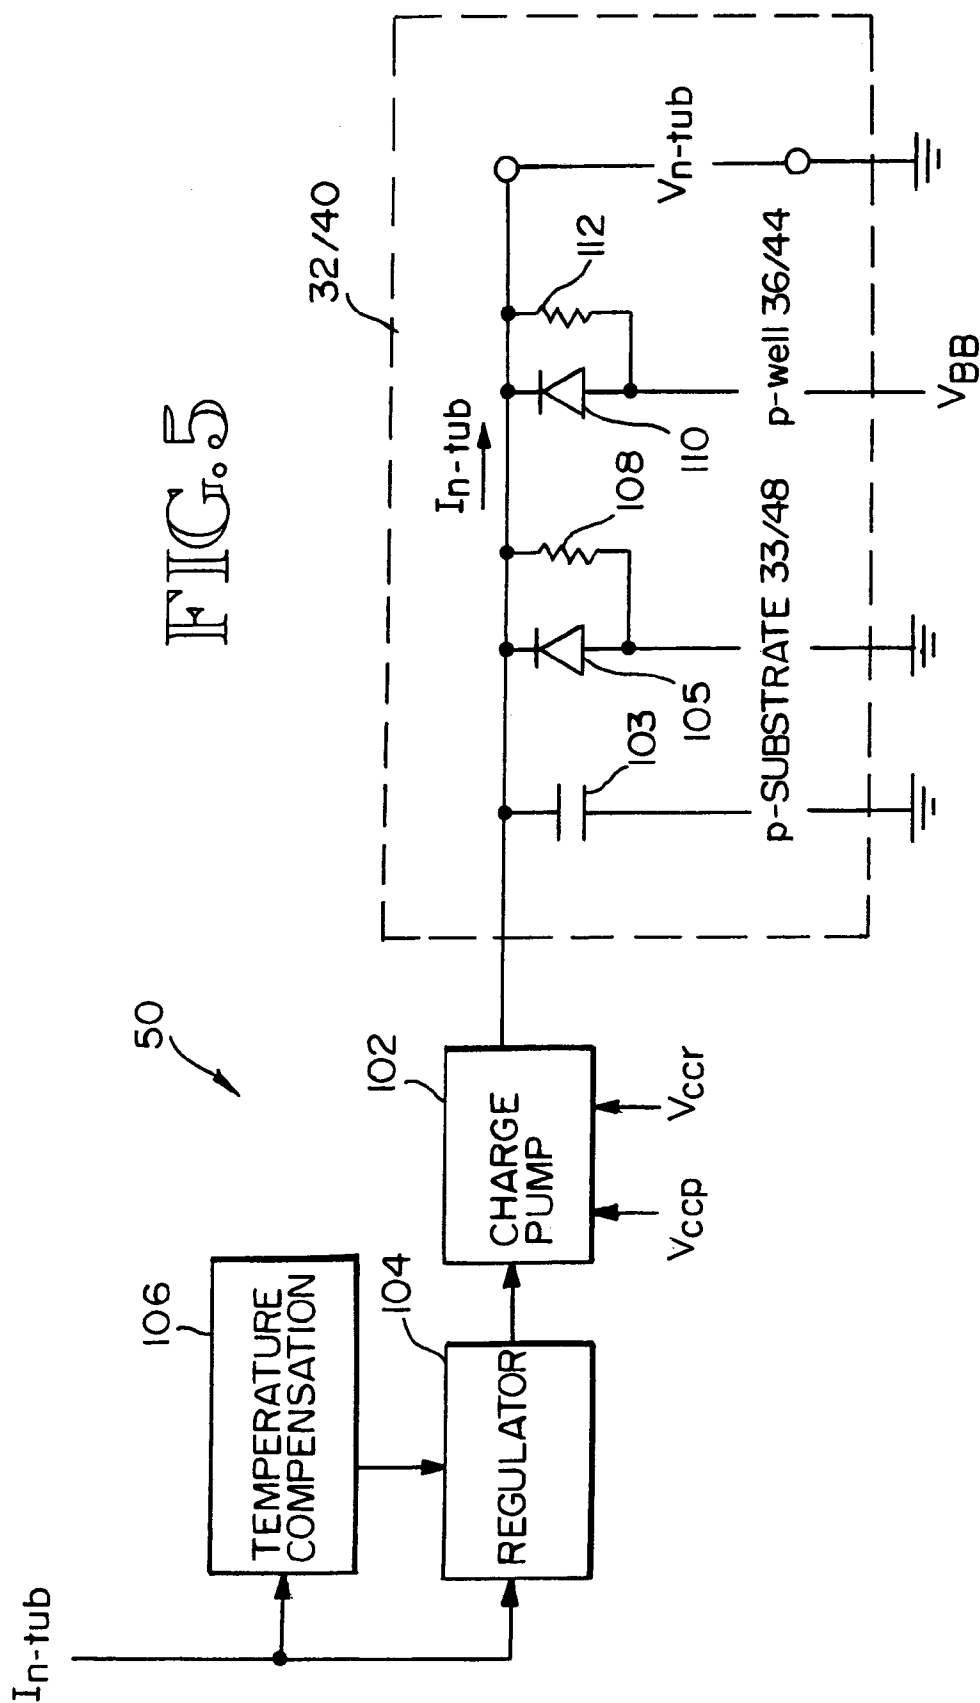 FIG.5
50
In-tub
106
TEMPERATURE
COMPENSATION
104
REGULATOR
102
CHARGE
PUMP
Vccp
Vccr
32/40
In-tub
103
105
108
110
112
Vn-tub
p-SUBSTRATE 33/48
p-well 36/44
VBB